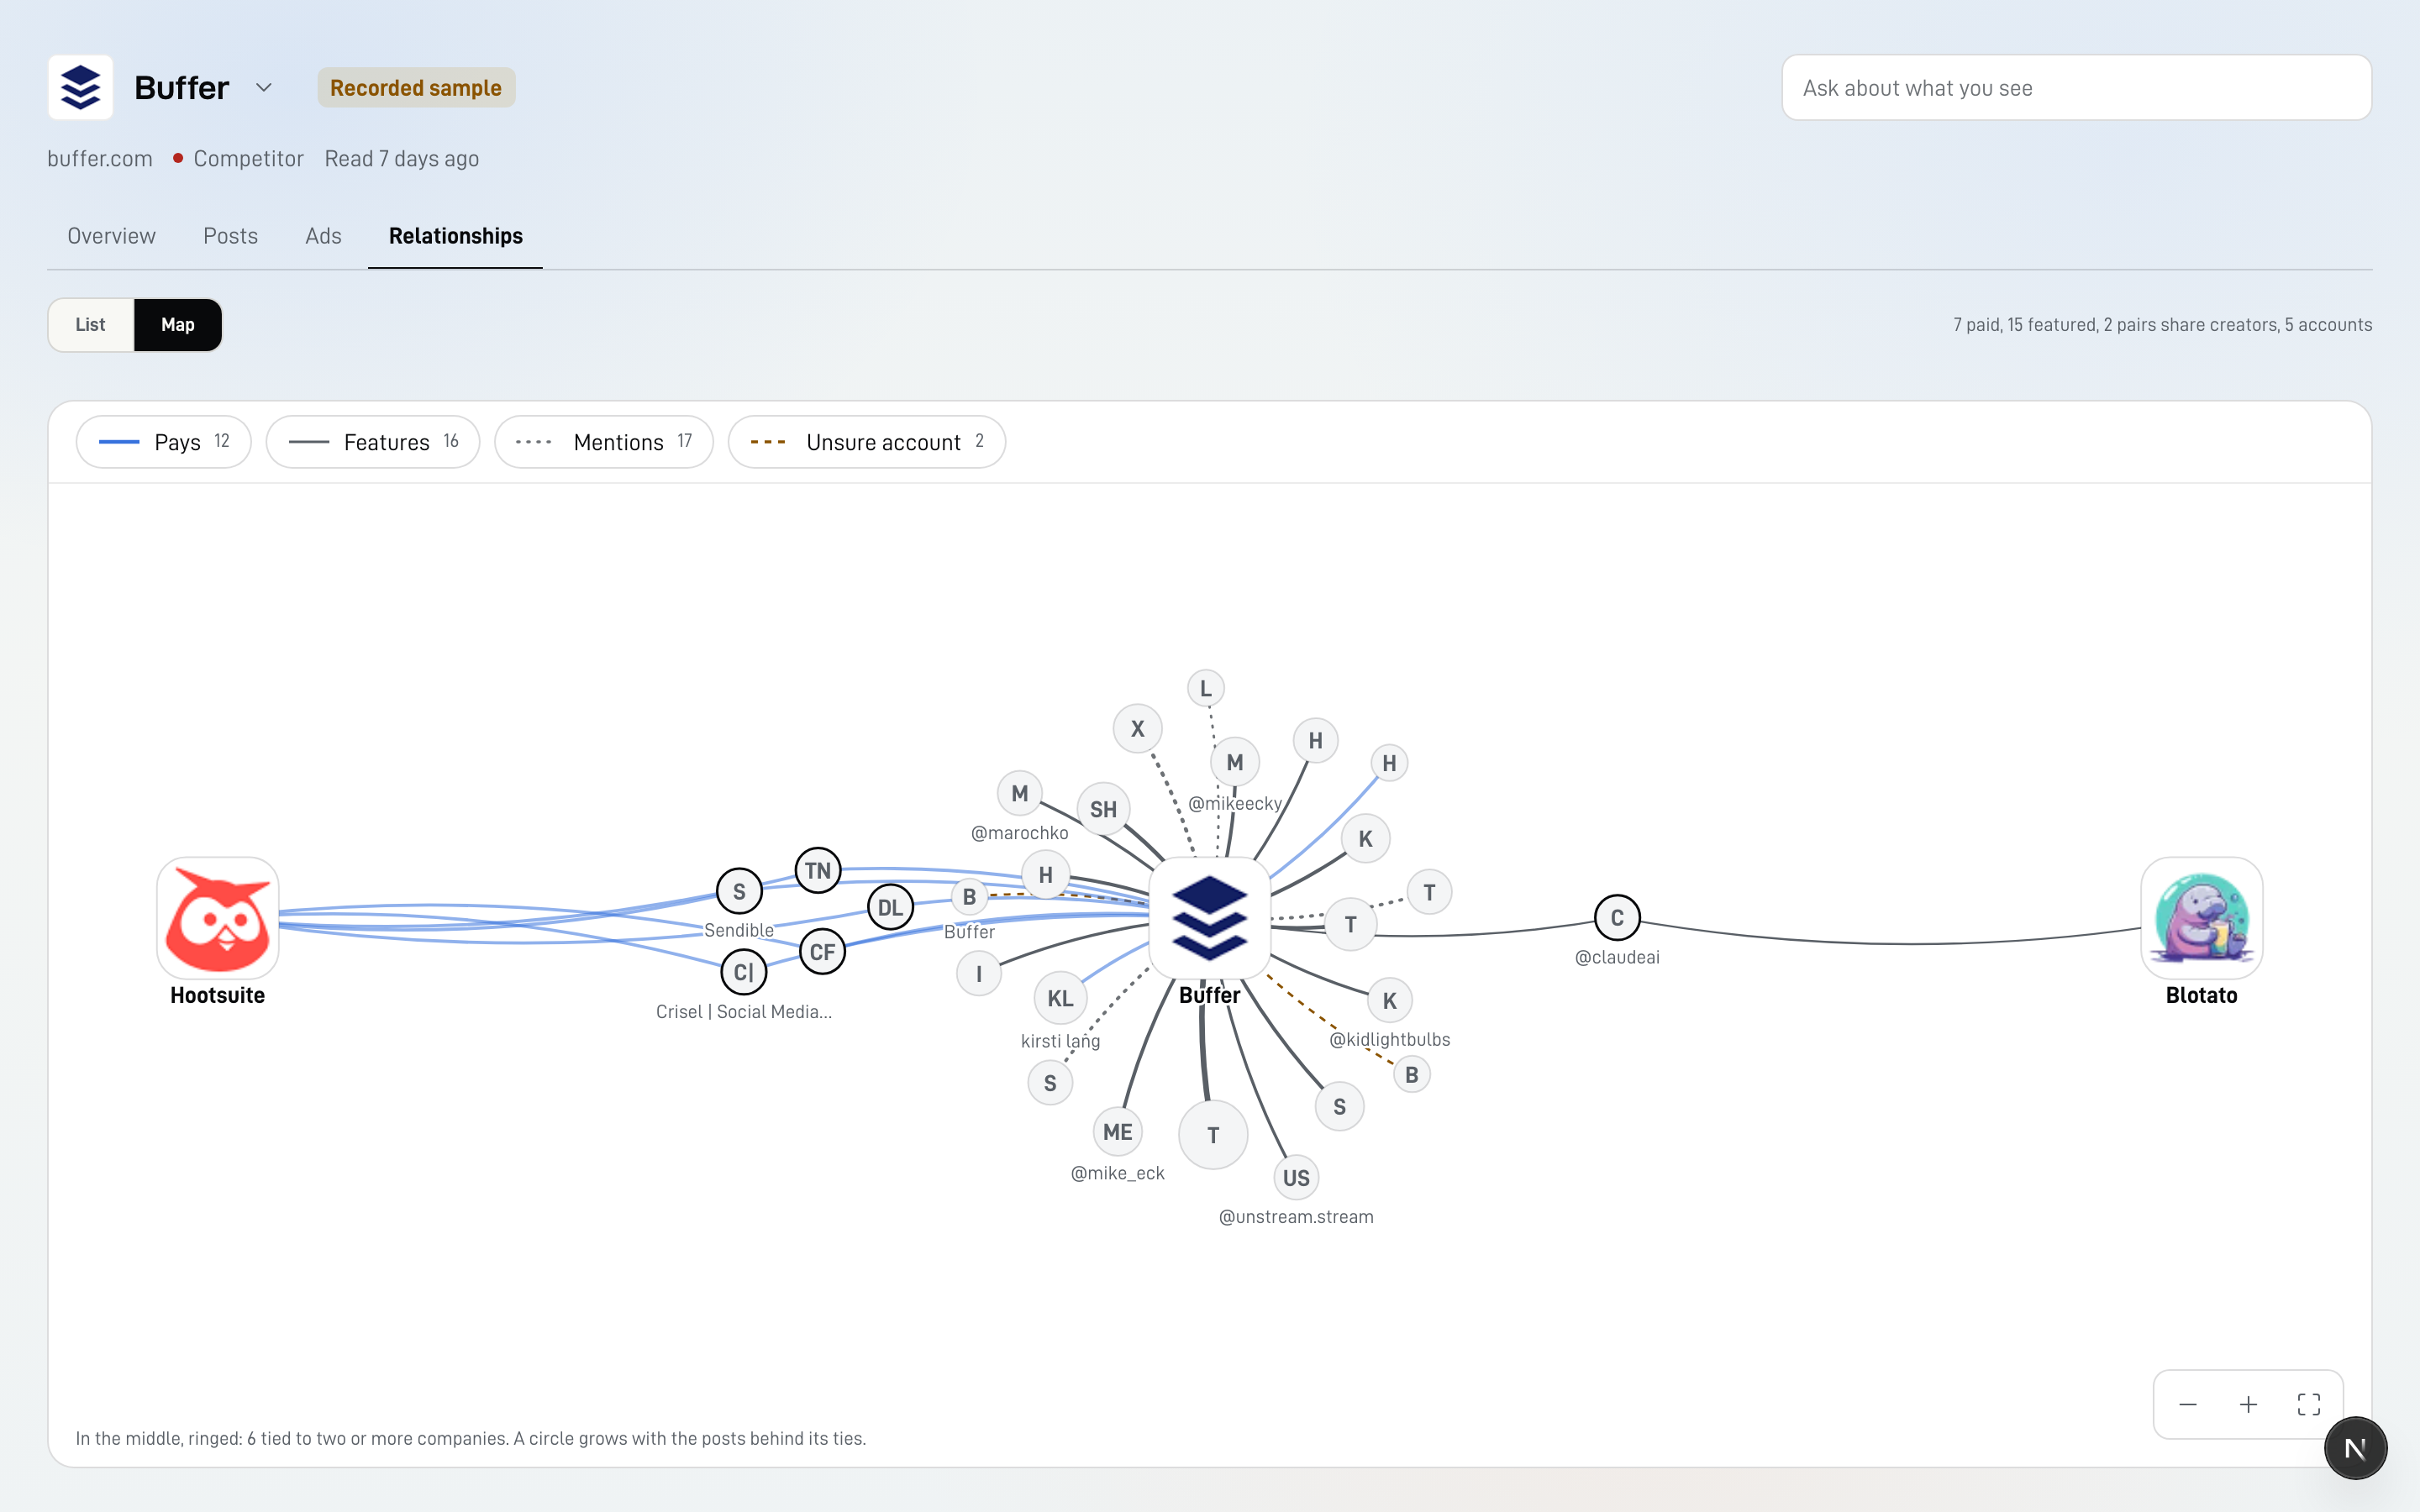 Buffer
Recorded sample
Ask about what you see
buffer.com
Competitor
Read 7 days ago
Overview
Posts
Ads
Relationships
List
Map
7 paid, 15 featured, 2 pairs share creators, 5 accounts
Pays 12
Features 16
Mentions 17
Unsure account 2
L
X
M
@mikeecky
H
H
M
@marochko
SH
K
H
TN
S
Sendible
DL
B
Buffer
T
T
C
@claudeai
CF
C|
Crisel | Social Media...
I
KL
kirsti lang
K
@kidlightbulbs
Hootsuite
Buffer
Blotato
S
B
S
ME
@mike_eck
T
US
@unstream.stream
In the middle, ringed: 6 tied to two or more companies. A circle grows with the posts behind its ties.
N